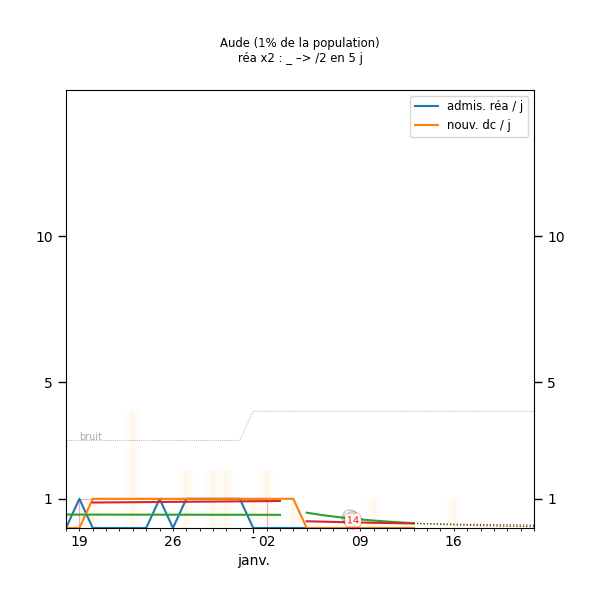 Aude (1% de la population)
réa x2 : _ –> /2 en 5 j
admis. réa / j
nouv. dc / j
10
10
5
5
bruit
1
1
14
19
26
-
02
09
16
janv.